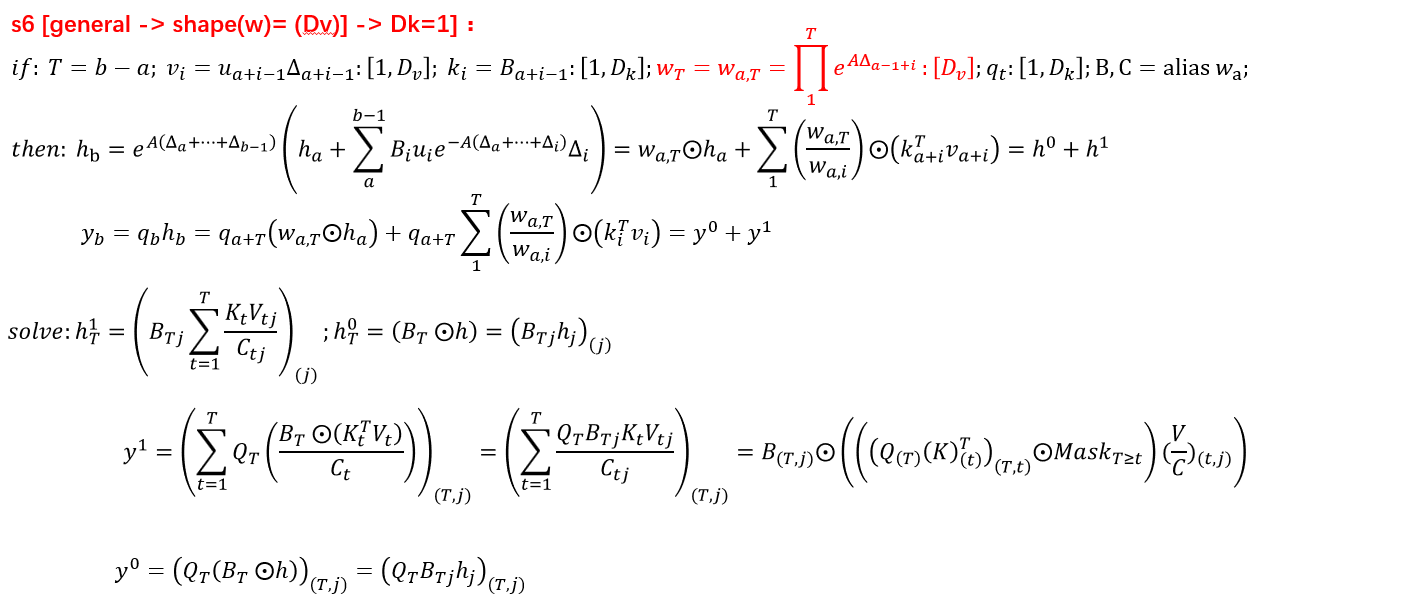 s6 [general -> shape(w)= (Dv)] -> Dk=1]：
if: T = b − a; v_i = u_{a+i−1}Δ_{a+i−1}: [1, D_v]; k_i = B_{a+i−1}: [1, D_k]; w_T = w_{a,T} = ∏_{1}^{T} e^{AΔ_{a−1+i}} : [D_v]; q_t: [1, D_k]; B, C = alias w_a;
then: h_b = e^{A(Δ_a+⋯+Δ_{b−1})} (h_a + ∑_{a}^{b−1} B_i u_i e^{−A(Δ_a+⋯+Δ_i)} Δ_i) = w_{a,T}⊙h_a + ∑_{1}^{T} (w_{a,T}/w_{a,i}) ⊙(k_{a+i}^T v_{a+i}) = h^0 + h^1
y_b = q_b h_b = q_{a+T}(w_{a,T}⊙h_a) + q_{a+T} ∑_{1}^{T} (w_{a,T}/w_{a,i}) ⊙(k_i^T v_i) = y^0 + y^1
solve: h_T^1 = (B_{Tj} ∑_{t=1}^{T} K_t V_{tj}/C_{tj})_{(j)} ; h_T^0 = (B_T ⊙h) = (B_{Tj}h_j)_{(j)}
y^1 = (∑_{t=1}^{T} Q_T (B_T ⊙(K_t^T V_t)/C_t))_{(T,j)} = (∑_{t=1}^{T} Q_T B_{Tj} K_t V_{tj}/C_{tj})_{(T,j)} = B_{(T,j)}⊙(((Q_{(T)}(K)_{(t)}^T)_{(T,t)} ⊙Mask_{T≥t}) (V/C)_{(t,j)})
y^0 = (Q_T(B_T ⊙h))_{(T,j)} = (Q_T B_{Tj} h_j)_{(T,j)}